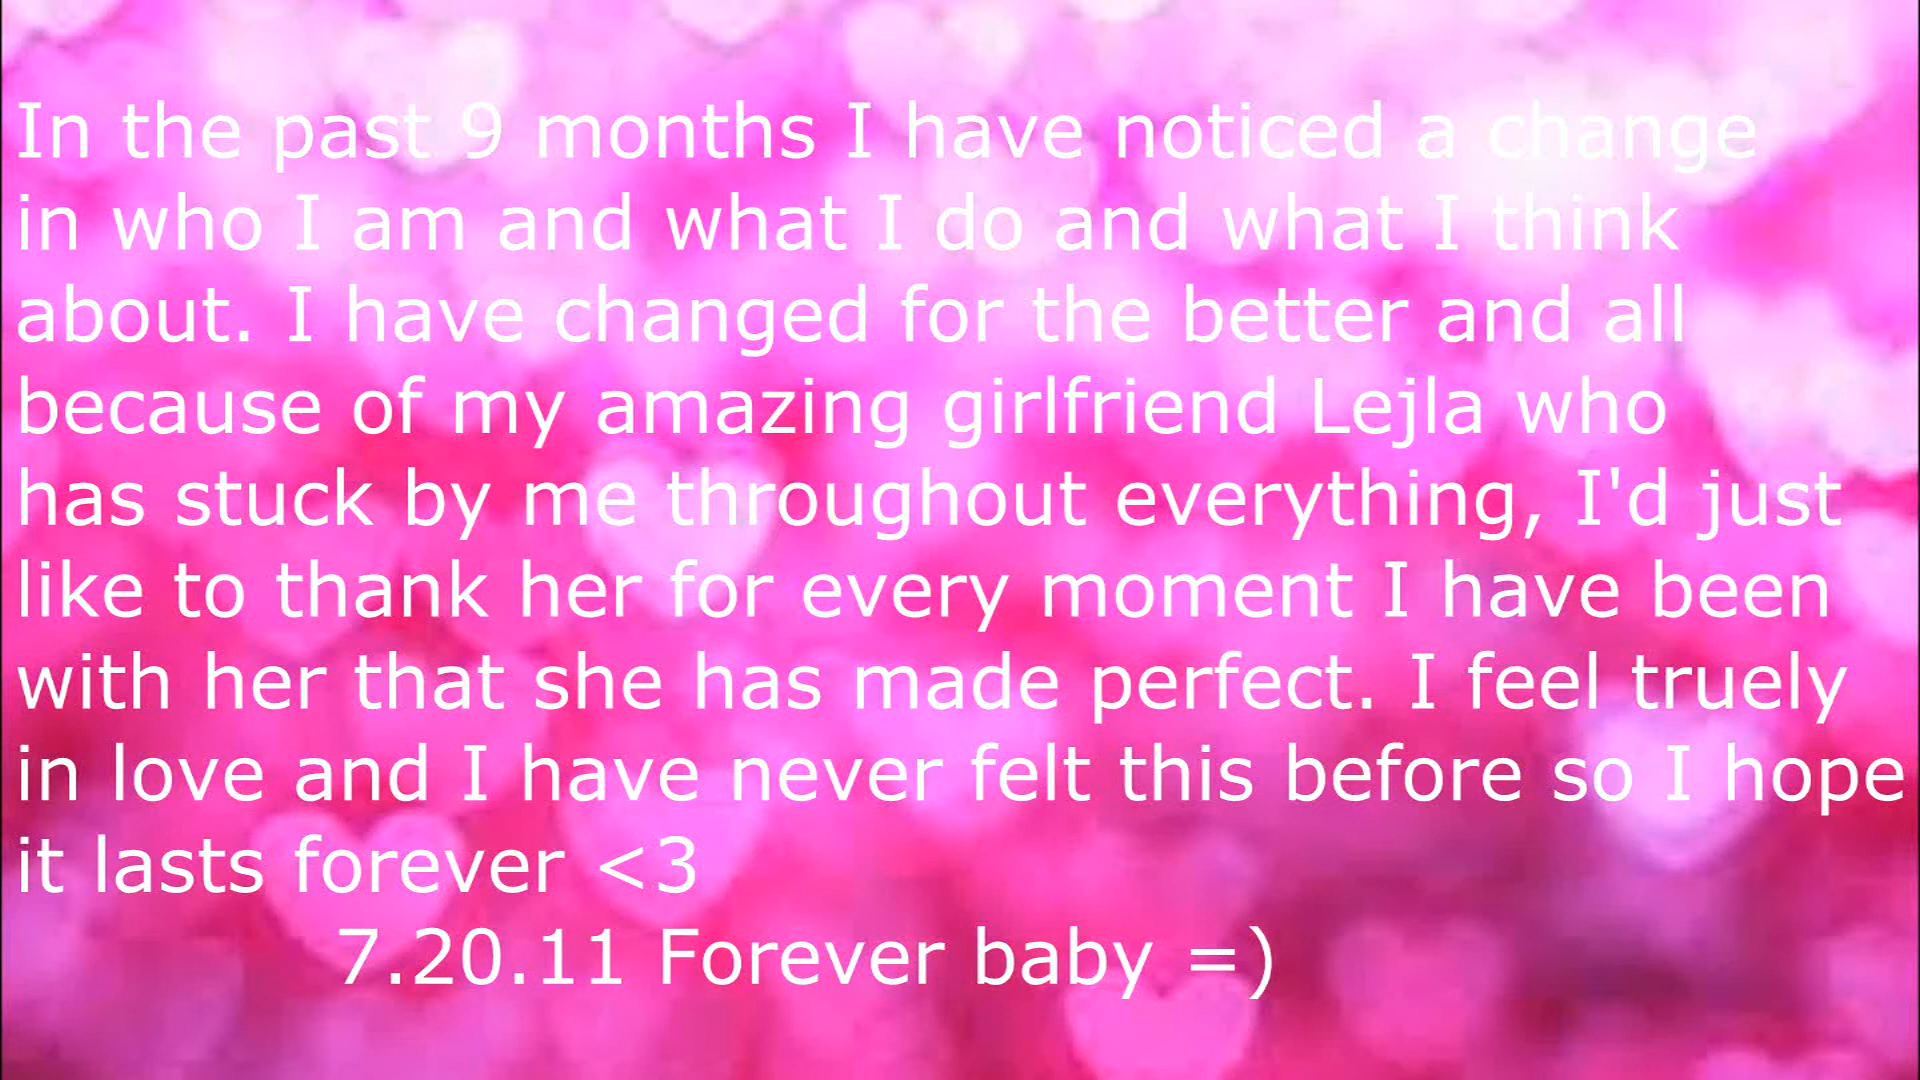 In the past 9 months I have noticed a change
in who I am and what I do and what I think
about. I have changed for the better and all
because of my amazing girlfriend Lejla who
has stuck by me throughout everything, I'd just
like to thank her for every moment I have been
with her that she has made perfect. I feel truely
in love and I have never felt this before so I hope
it lasts forever <3
7.20.11 Forever baby =)